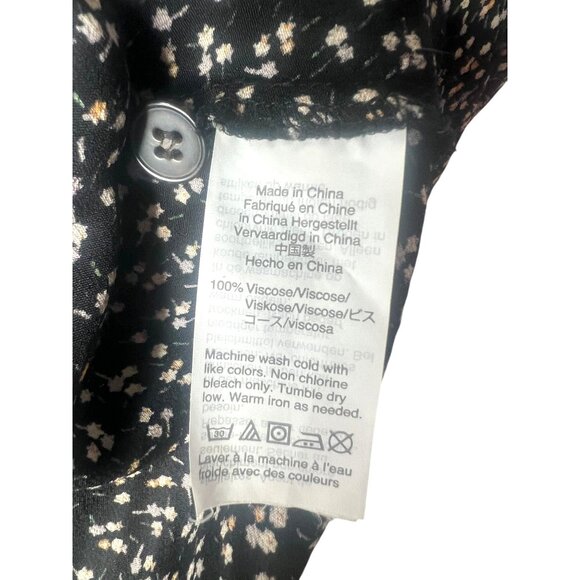 Made in China
Fabriqué en Chine
in China Hergestellt
Vervaardigd in China
中国製
Hecho en China
100% Viscose/Viscose/
Viskose/Viscose/ビス
コース/viscosa
Machine wash cold with
like colors. Non chlorine
bleach only. Tumble dry
low. Warm iron as needed.
30
Laver à la machine à l'eau
froide avec des couleurs